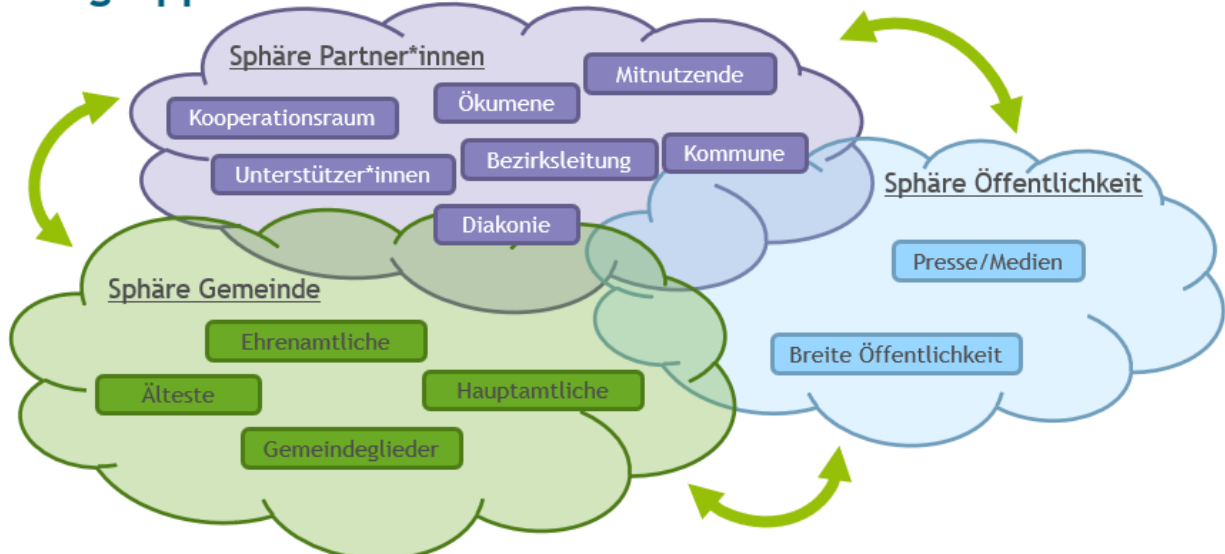 Sphäre Partner*innen
Mitnutzende
Ökumene
Kooperationsraum
Kommune
Bezirksleitung
Unterstützer*innen
Sphäre Öffentlichkeit
Diakonie
Presse/Medien
Sphäre Gemeinde
Ehrenamtliche
Breite Öffentlichkeit
Hauptamtliche
Älteste
Gemeindeglieder